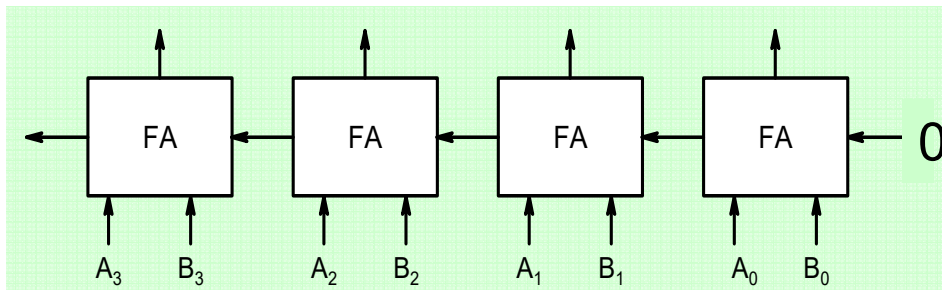 FA FA FA FA 0
A₃ B₃ A₂ B₂ A₁ B₁ A₀ B₀